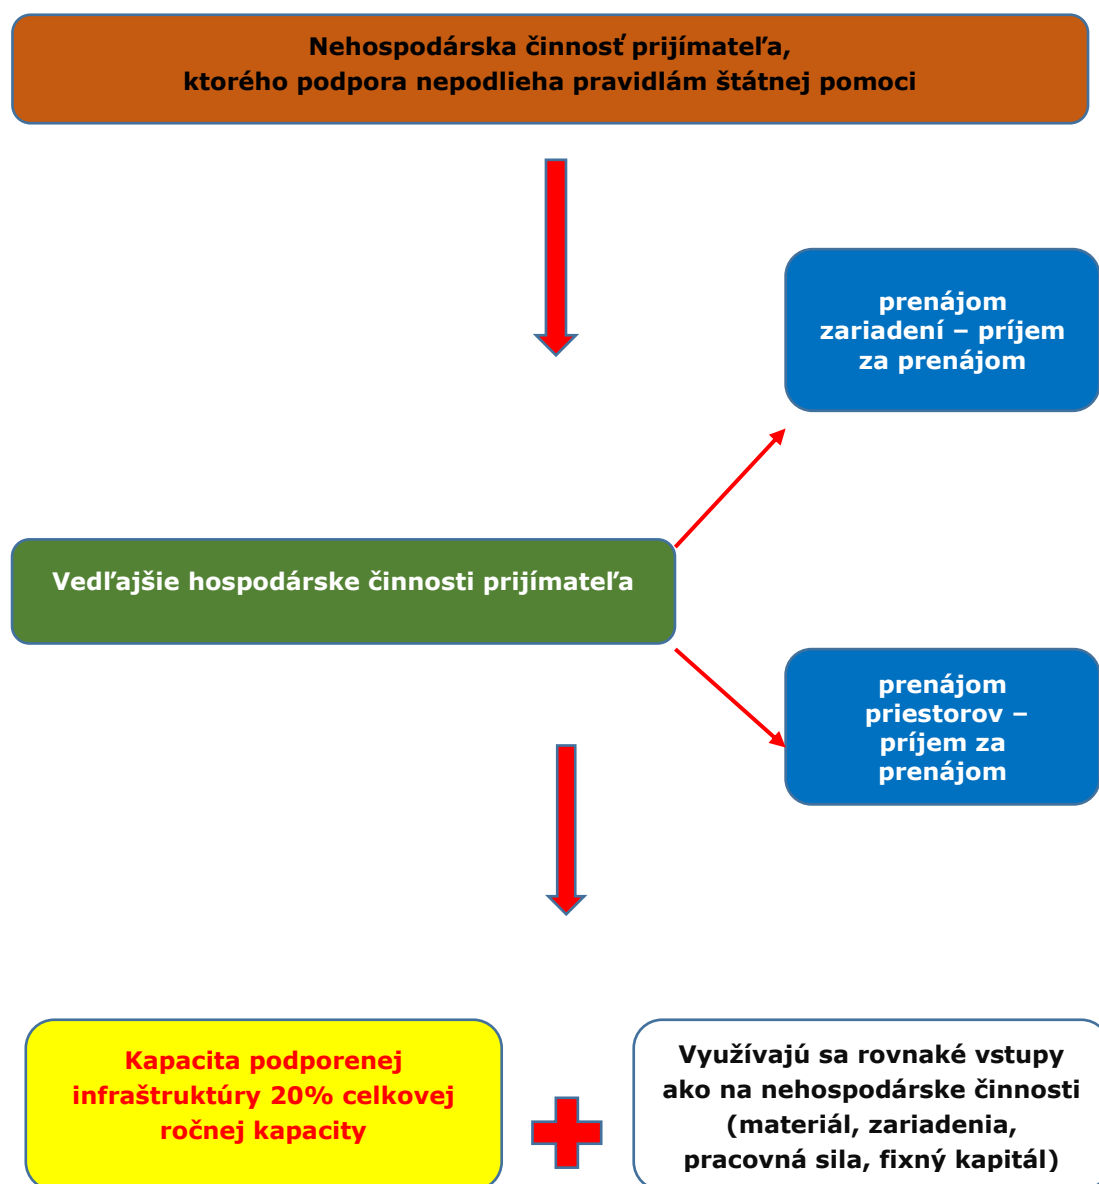 Nehospodárska činnosť prijímateľa,
ktorého podpora nepodlieha pravidlám štátnej pomoci
prenájom
zariadení – príjem
za prenájom
Vedľajšie hospodárske činnosti prijímateľa
prenájom
priestorov –
príjem za
prenájom
Kapacita podporenej
infraštruktúry 20% celkovej
ročnej kapacity
Využívajú sa rovnaké vstupy
ako na nehospodárske činnosti
(materiál, zariadenia,
pracovná sila, fixný kapitál)